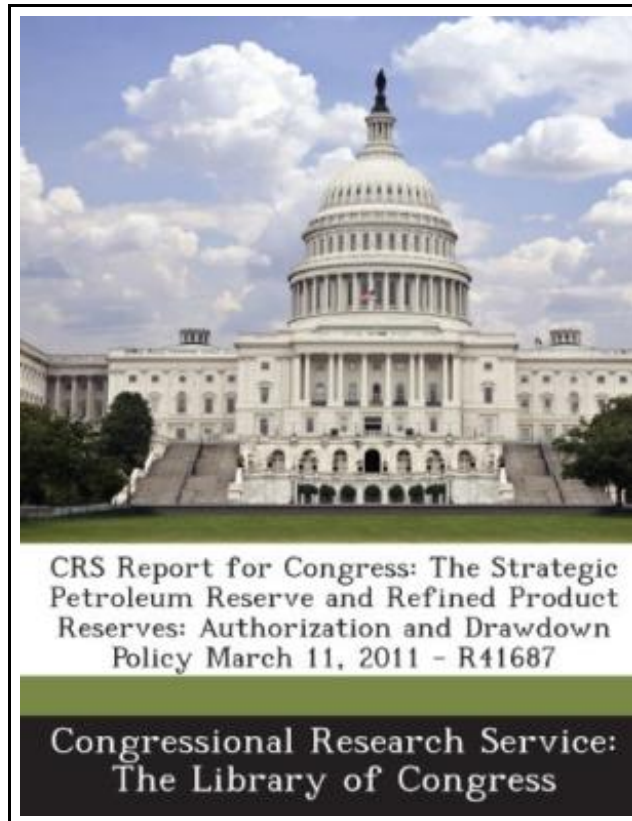 CRS Report for Congress: The Strategic
Petroleum Reserve and Refined Product
Reserves: Authorization and Drawdown
Policy March 11, 2011 - R41687
Congressional Research Service:
The Library of Congress